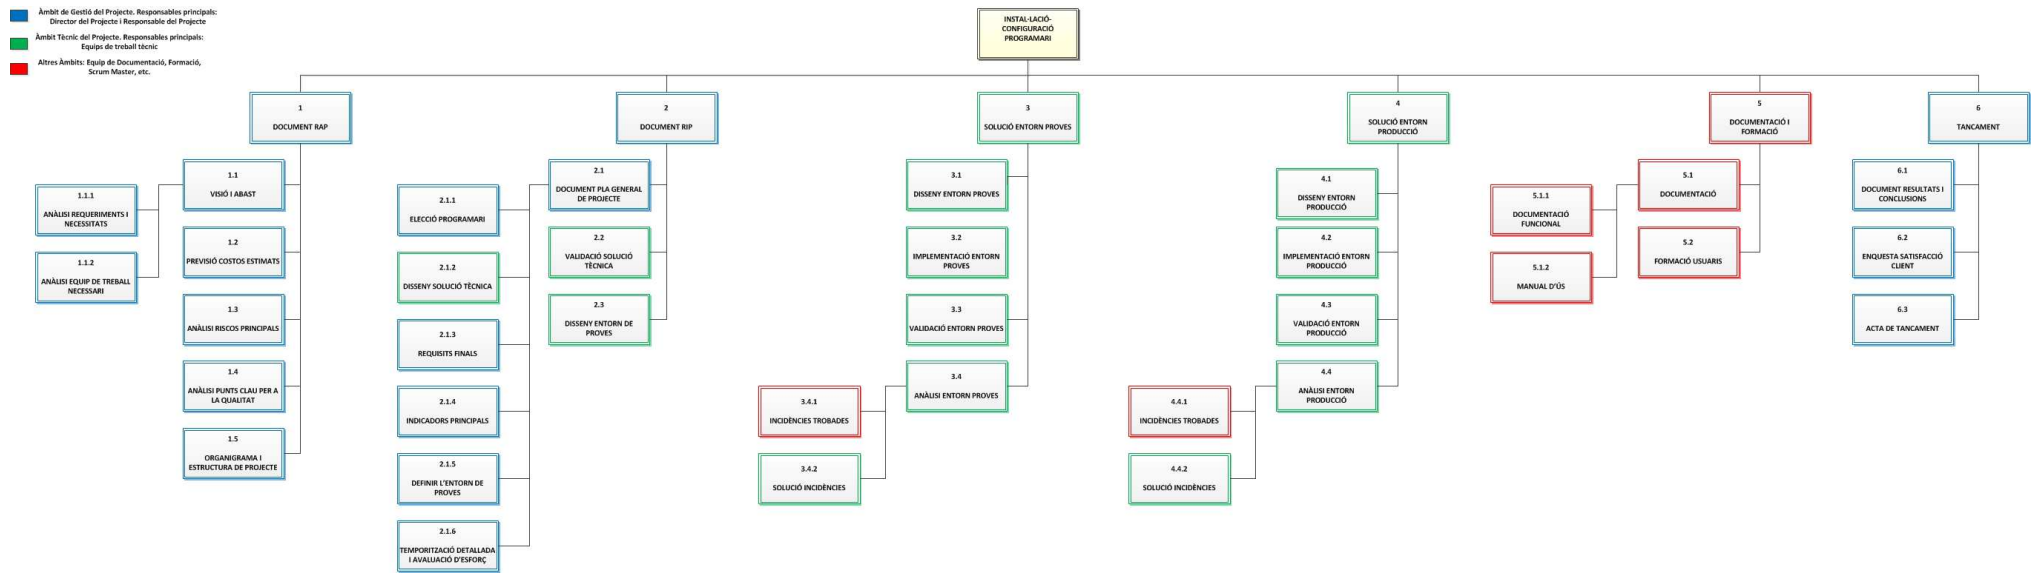 Àmbit de Gestió del Projecte. Responsables principals:
Director del Projecte i Responsable del Projecte
Àmbit Tècnic del Projecte. Responsables principals:
Equips de treball tècnic
Altres Àmbits: Equip de Documentació, Formació,
Scrum Master, etc.
INSTAL·LACIÓ-
CONFIGURACIÓ
PROGRAMARI
1
DOCUMENT RAP
1.1
VISIÓ I ABAST
1.1.1
ANÀLISI REQUERIMENTS I
NECESSITATS
1.1.2
ANÀLISI EQUIP DE TREBALL
NECESSARI
1.2
PREVISIÓ COSTOS ESTIMATS
1.3
ANÀLISI RISCOS PRINCIPALS
1.4
ANÀLISI PUNTS CLAU PER A
LA QUALITAT
1.5
ORGANIGRAMA I
ESTRUCTURA DE PROJECTE
2
DOCUMENT RIP
2.1
DOCUMENT PLA GENERAL
DE PROJECTE
2.1.1
ELECCIÓ PROGRAMARI
2.1.2
DISSENY SOLUCIÓ TÈCNICA
2.1.3
REQUISITS FINALS
2.1.4
INDICADORS PRINCIPALS
2.1.5
DEFINIR L'ENTORN DE
PROVES
2.1.6
TEMPORITZACIÓ DETALLADA
I AVALUACIÓ D'ESFORÇ
2.2
VALIDACIÓ SOLUCIÓ
TÈCNICA
2.3
DISSENY ENTORN DE
PROVES
3
SOLUCIÓ ENTORN PROVES
3.1
DISSENY ENTORN PROVES
3.2
IMPLEMENTACIÓ ENTORN
PROVES
3.3
VALIDACIÓ ENTORN PROVES
3.4
ANÀLISI ENTORN PROVES
3.4.1
INCIDÈNCIES TROBADES
3.4.2
SOLUCIÓ INCIDÈNCIES
4
SOLUCIÓ ENTORN
PRODUCCIÓ
4.1
DISSENY ENTORN
PRODUCCIÓ
4.2
IMPLEMENTACIÓ ENTORN
PRODUCCIÓ
4.3
VALIDACIÓ ENTORN
PRODUCCIÓ
4.4
ANÀLISI ENTORN
PRODUCCIÓ
4.4.1
INCIDÈNCIES TROBADES
4.4.2
SOLUCIÓ INCIDÈNCIES
5
DOCUMENTACIÓ I
FORMACIÓ
5.1
DOCUMENTACIÓ
5.1.1
DOCUMENTACIÓ
FUNCIONAL
5.1.2
MANUAL D'ÚS
5.2
FORMACIÓ USUARIS
6
TANCAMENT
6.1
DOCUMENT RESULTATS I
CONCLUSIONS
6.2
ENQUESTA SATISFACCIÓ
CLIENT
6.3
ACTA DE TANCAMENT